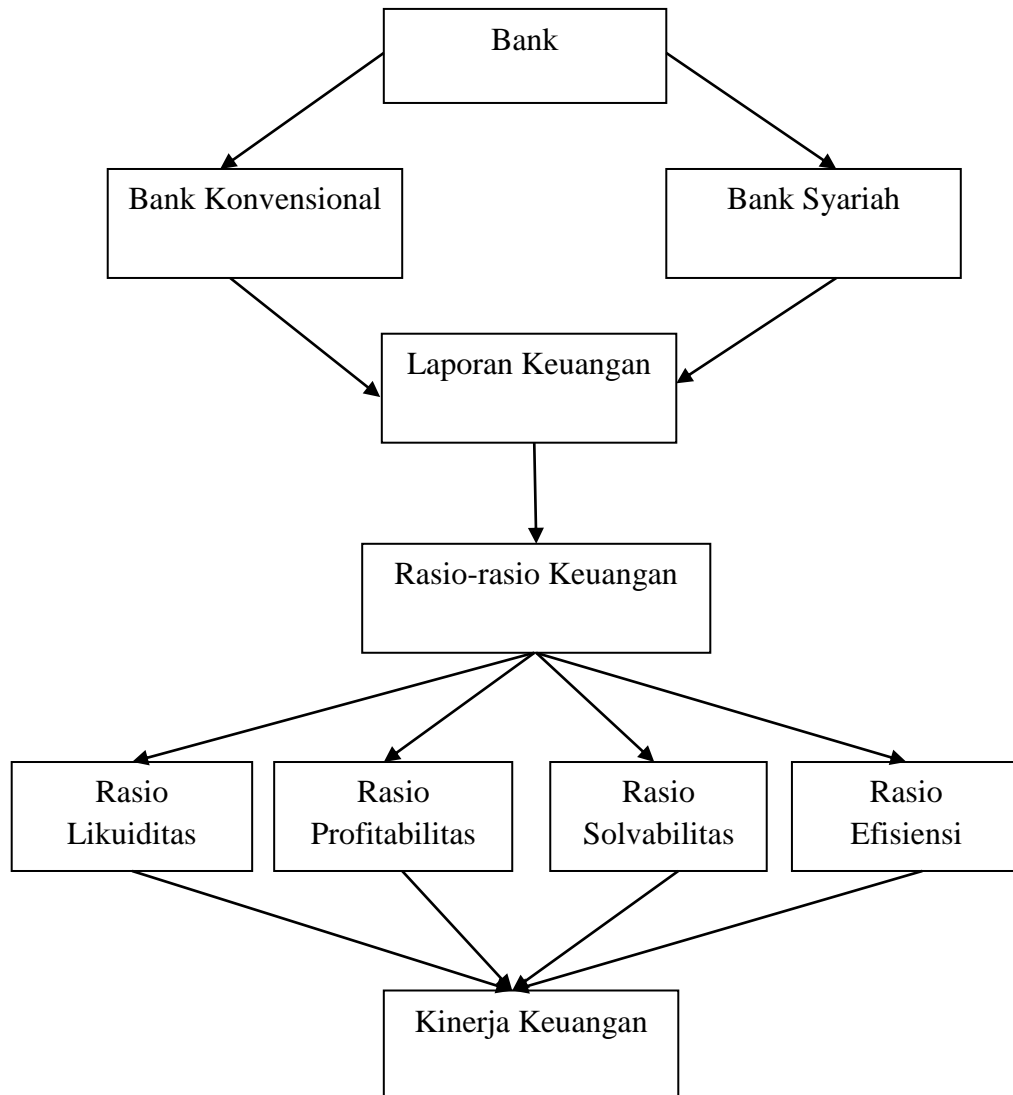 Bank
Bank Konvensional
Bank Syariah
Laporan Keuangan
Rasio-rasio Keuangan
Rasio
Likuiditas
Rasio
Profitabilitas
Rasio
Solvabilitas
Rasio
Efisiensi
Kinerja Keuangan